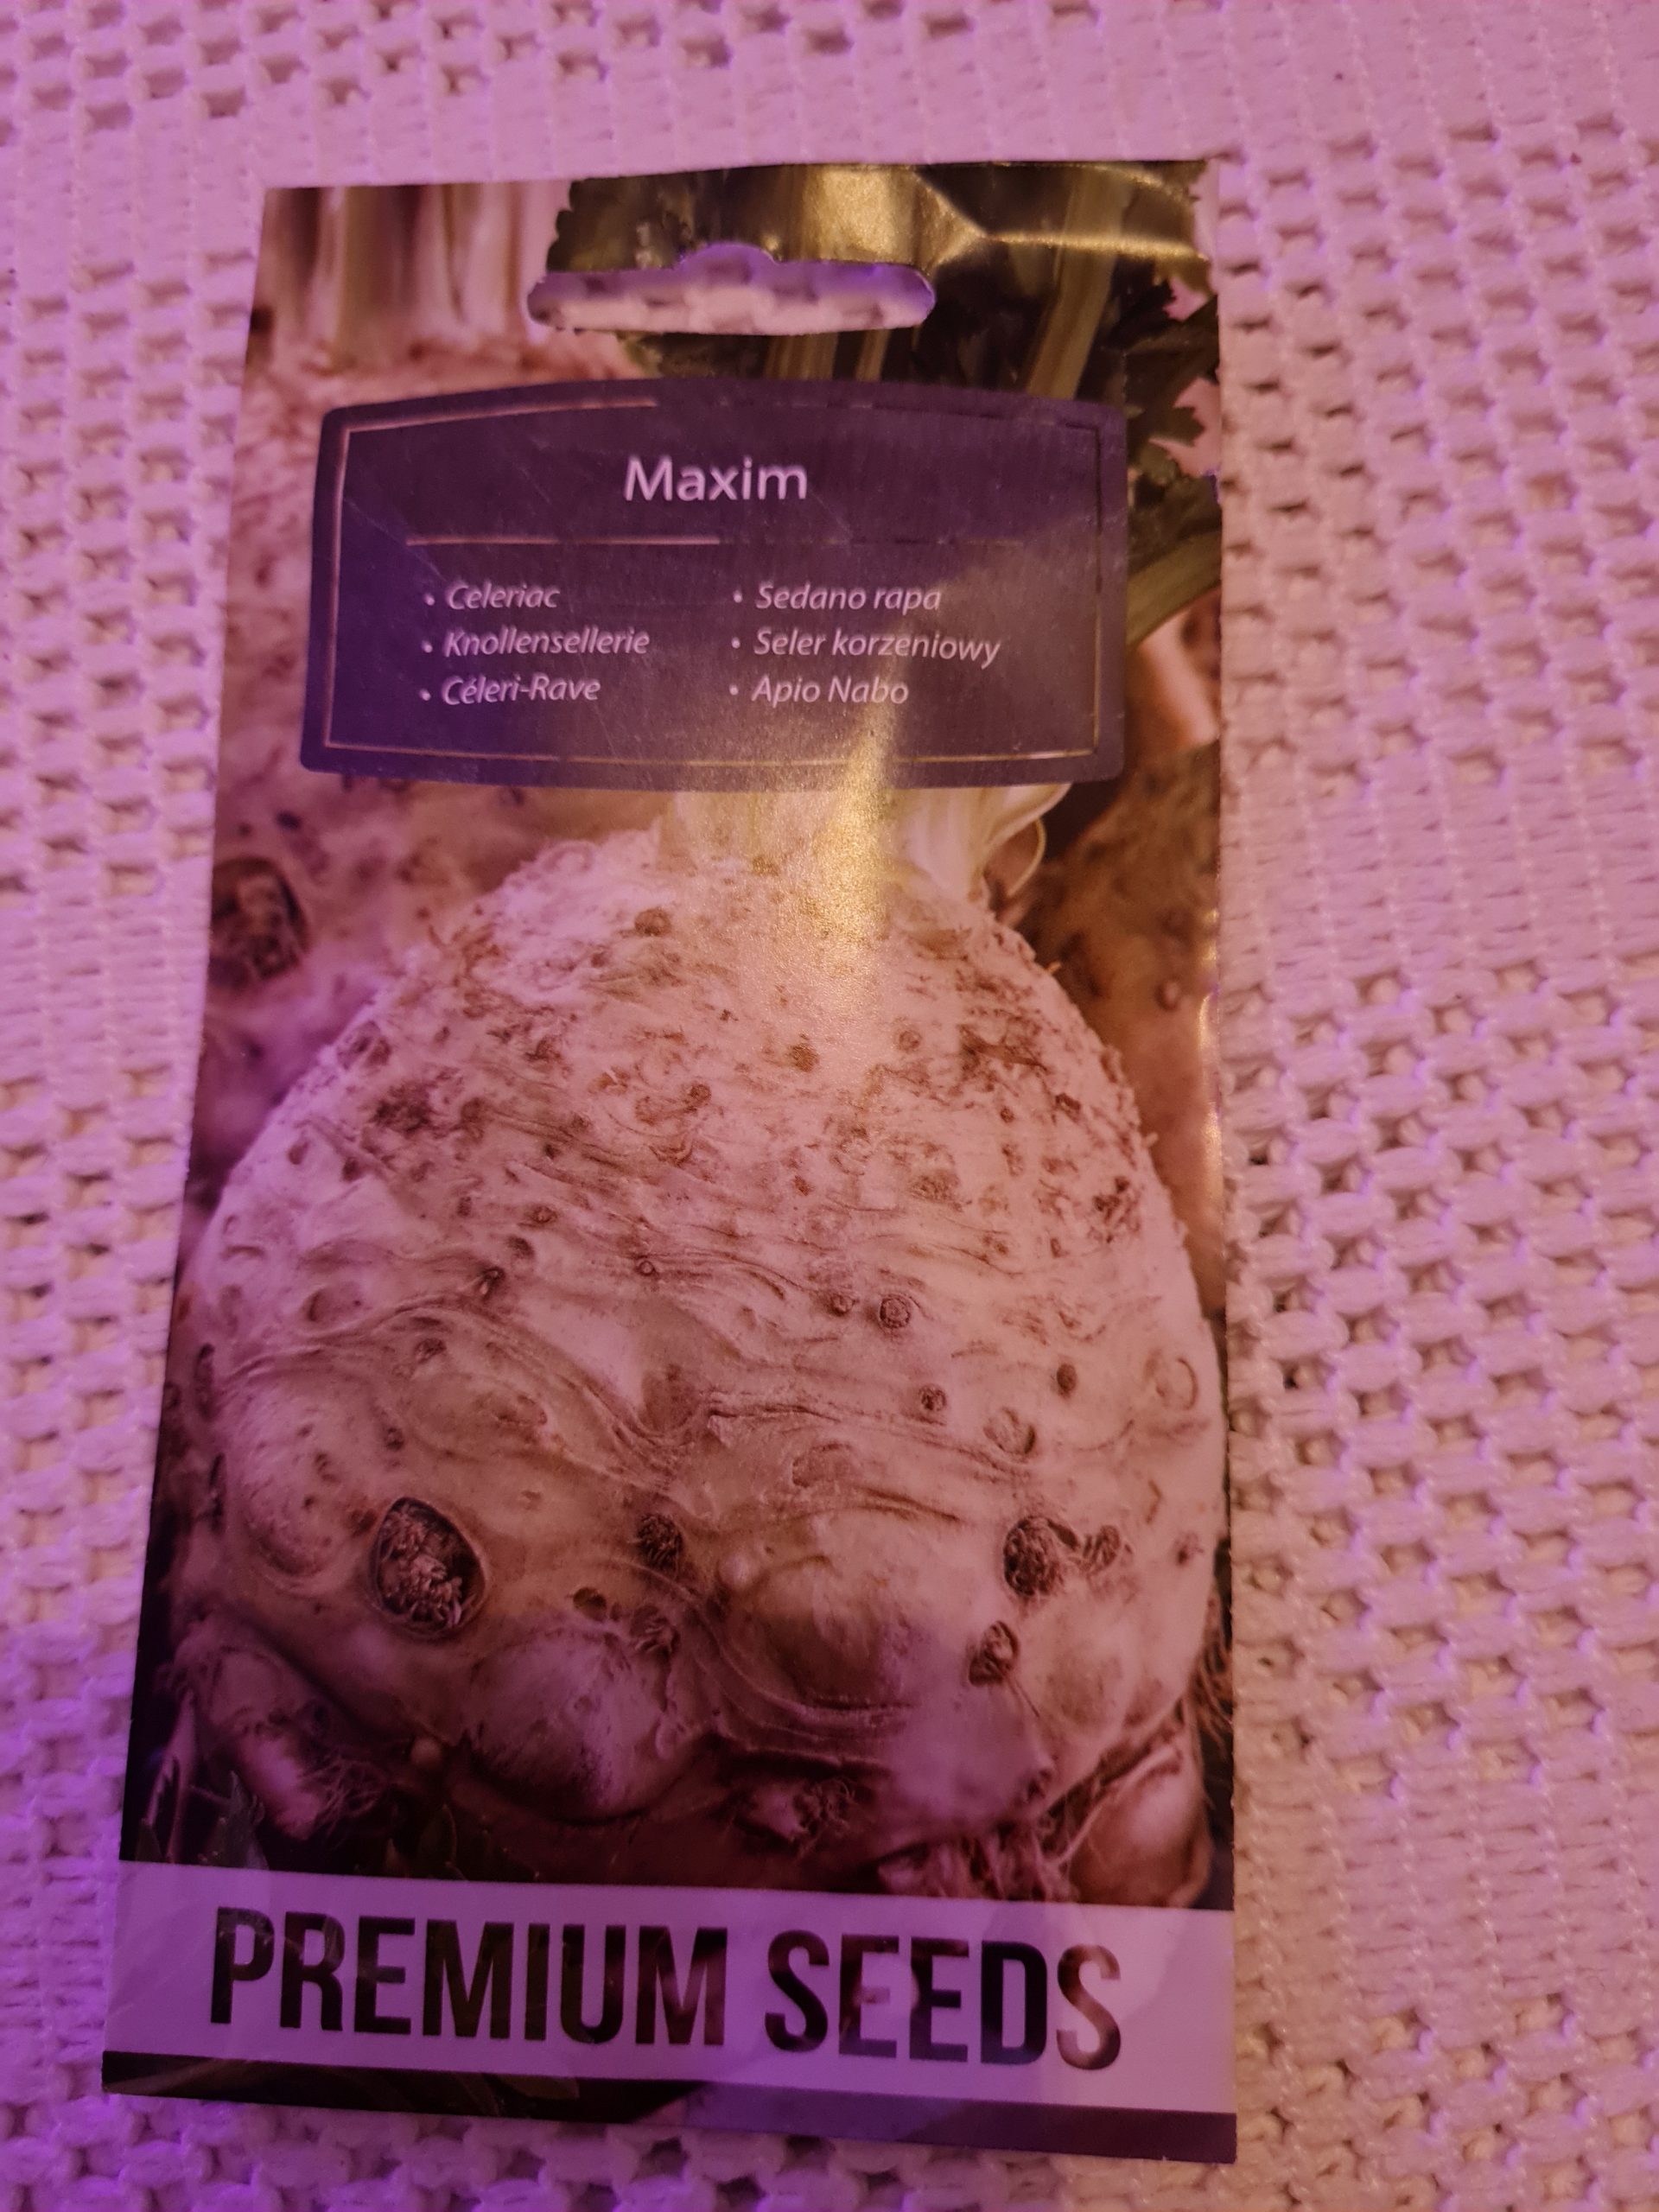 Maxim
• Celeriac
• Knollensellerie
• Céleri-Rave
• Sedano rapa
• Seler korzeniowy
• Apio Nabo
PREMIUM SEEDS